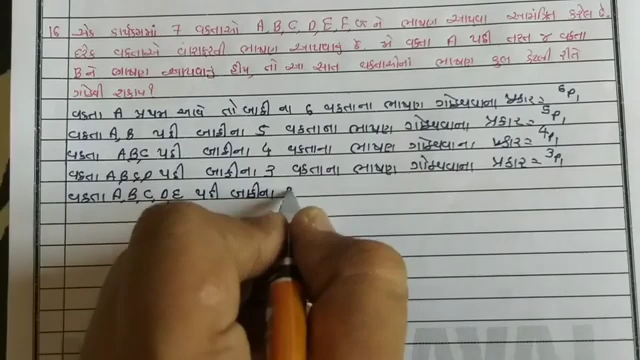 16 એક કાર્યક્રમમાં 7 વક્તાઓ A, B, C, D, E, F, G ને ભાષણ આપવા આમંત્રિત કરેલ છે.
દરેક વક્તાએ વારાફરતી ભાષણ આપવાનું છે. જો વક્તા A પછી તરત જ વક્તા
B ને ભાષણ આપવાનું હોય, તો આ સાત વક્તાઓનાં ભાષણ કુલ કેટલી રીતે
ગોઠવી શકાય?
વક્તા A પ્રથમ આવે તો બાકી ના 6 વક્તાના ભાષણ ગોઠવવાના પ્રકાર = ⁶P₁
વક્તા A, B પછી બાકીના 5 વક્તાના ભાષણ ગોઠવવાના પ્રકાર = ⁵P₁
વક્તા A,B,C પછી બાકીના 4 વક્તાના ભાષણ ગોઠવવાના પ્રકાર = ⁴P₁
વક્તા A,B,C,D પછી બાકીના 3 વક્તાના ભાષણ ગોઠવવાના પ્રકાર = ³P₁
વક્તા A, B, C, D, E પછી બાકીના